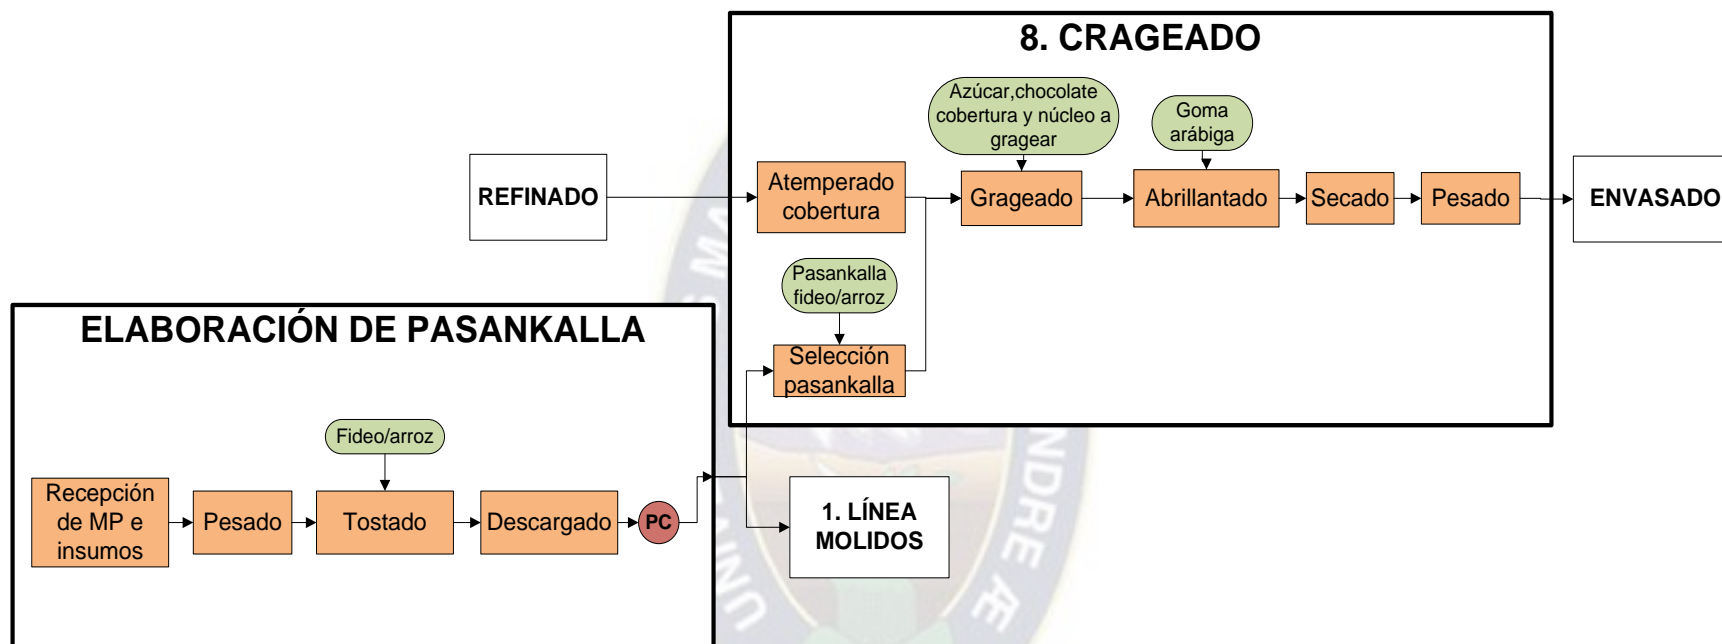 8. CRAGEADO
Azúcar,chocolate
cobertura y núcleo a
gragear
Goma
arábiga
REFINADO
Atemperado
cobertura
Grageado
Abrillantado
Secado
Pesado
ENVASADO
Pasankalla
fideo/arroz
Selección
pasankalla
ELABORACIÓN DE PASANKALLA
Fideo/arroz
Recepción
de MP e
insumos
Pesado
Tostado
Descargado
PC
1. LÍNEA
MOLIDOS